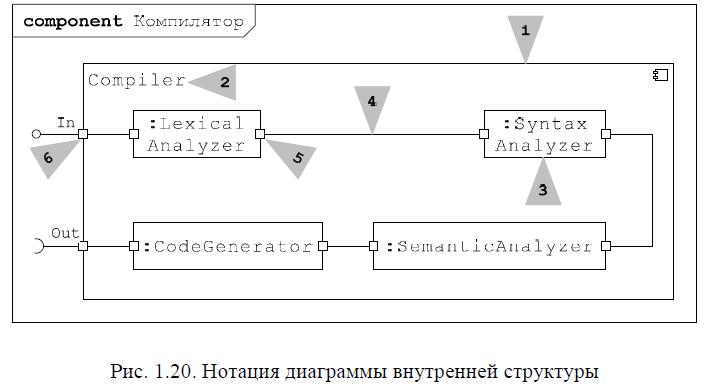 component Компилятор
1
Compiler
2
4
In
:Lexical
Analyzer
:Syntax
Analyzer
6
5
3
Out
:CodeGenerator
:SemanticAnalyzer
Рис. 1.20. Нотация диаграммы внутренней структуры